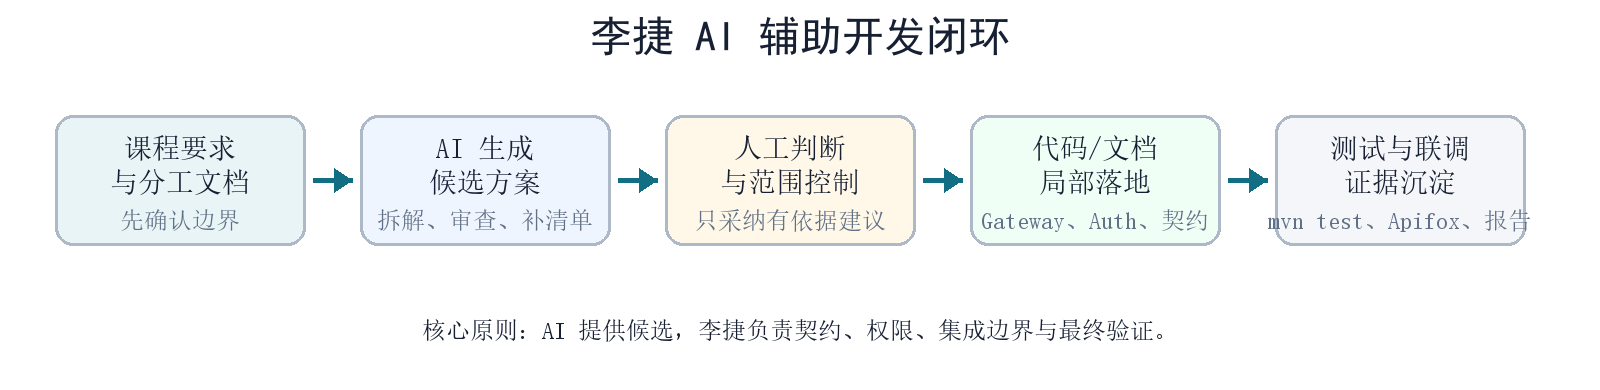 李捷 AI 辅助开发闭环
课程要求
与分工文档
先确认边界
AI 生成
候选方案
拆解、审查、补清单
人工判断
与范围控制
只采纳有依据建议
代码/文档
局部落地
Gateway、Auth、契约
测试与联调
证据沉淀
mvn test、Apifox、报告
核心原则：AI 提供候选，李捷负责契约、权限、集成边界与最终验证。